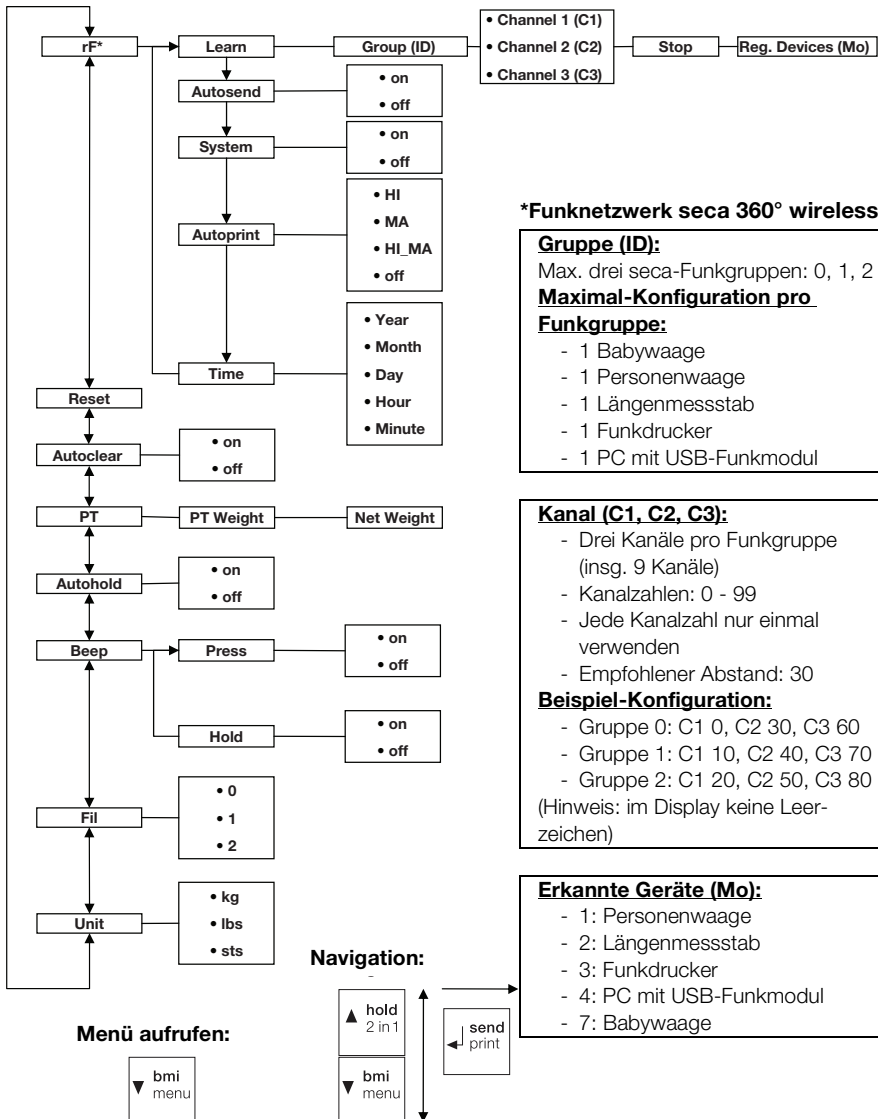 rF*
Learn
Group (ID)
• Channel 1 (C1)
• Channel 2 (C2)
• Channel 3 (C3)
Stop
Reg. Devices (Mo)
Autosend
• on
• off
System
• on
• off
Autoprint
• HI
• MA
• HI_MA
• off
Time
• Year
• Month
• Day
• Hour
• Minute
Reset
Autoclear
• on
• off
PT
PT Weight
Net Weight
Autohold
• on
• off
Beep
Press
• on
• off
Hold
• on
• off
Fil
• 0
• 1
• 2
Unit
• kg
• lbs
• sts
*Funknetzwerk seca 360° wireless
Gruppe (ID):
Max. drei seca-Funkgruppen: 0, 1, 2
Maximal-Konfiguration pro
Funkgruppe:
- 1 Babywaage
- 1 Personenwaage
- 1 Längenmessstab
- 1 Funkdrucker
- 1 PC mit USB-Funkmodul
Kanal (C1, C2, C3):
- Drei Kanäle pro Funkgruppe
(insg. 9 Kanäle)
- Kanalzahlen: 0 - 99
- Jede Kanalzahl nur einmal
verwenden
- Empfohlener Abstand: 30
Beispiel-Konfiguration:
- Gruppe 0: C1 0, C2 30, C3 60
- Gruppe 1: C1 10, C2 40, C3 70
- Gruppe 2: C1 20, C2 50, C3 80
(Hinweis: im Display keine Leer-
zeichen)
Erkannte Geräte (Mo):
- 1: Personenwaage
- 2: Längenmessstab
- 3: Funkdrucker
- 4: PC mit USB-Funkmodul
- 7: Babywaage
Menü aufrufen:
bmi
menu
Navigation:
hold
2 in 1
bmi
menu
send
print